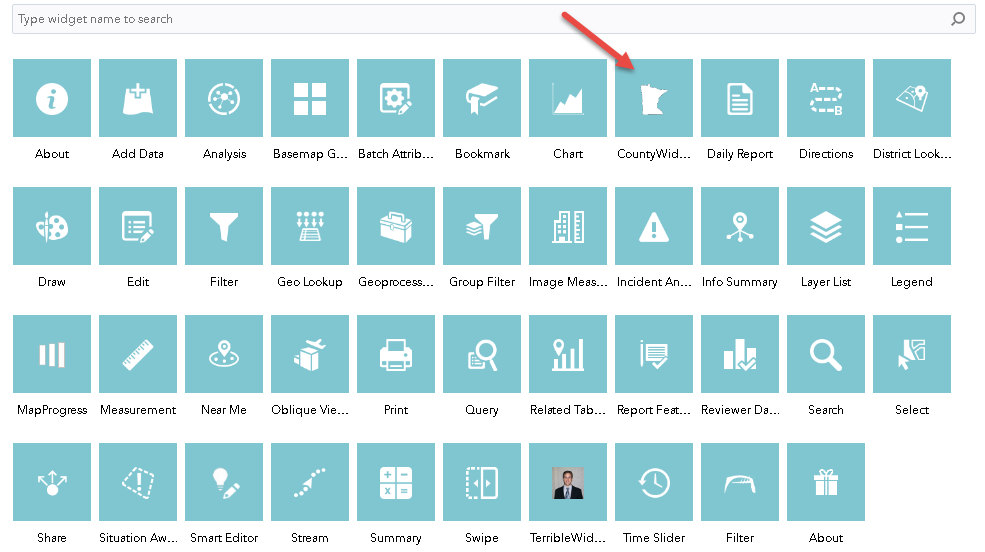 Type widget name to search
A
B
About
Add Data
Analysis
Basemap G...
Batch Attrib...
Bookmark
Chart
CountyWid...
Daily Report
Directions
District Look...
Draw
Edit
Filter
Geo Lookup
Geoprocess...
Group Filter
Image Meas...
Incident An...
Info Summary
Layer List
Legend
MapProgress
Measurement
Near Me
Oblique Vie...
Print
Query
Related Tab...
Report Feat...
Reviewer Da...
Search
Select
Share
Situation Aw...
Smart Editor
Stream
Summary
Swipe
TerribleWid...
Time Slider
Filter
About